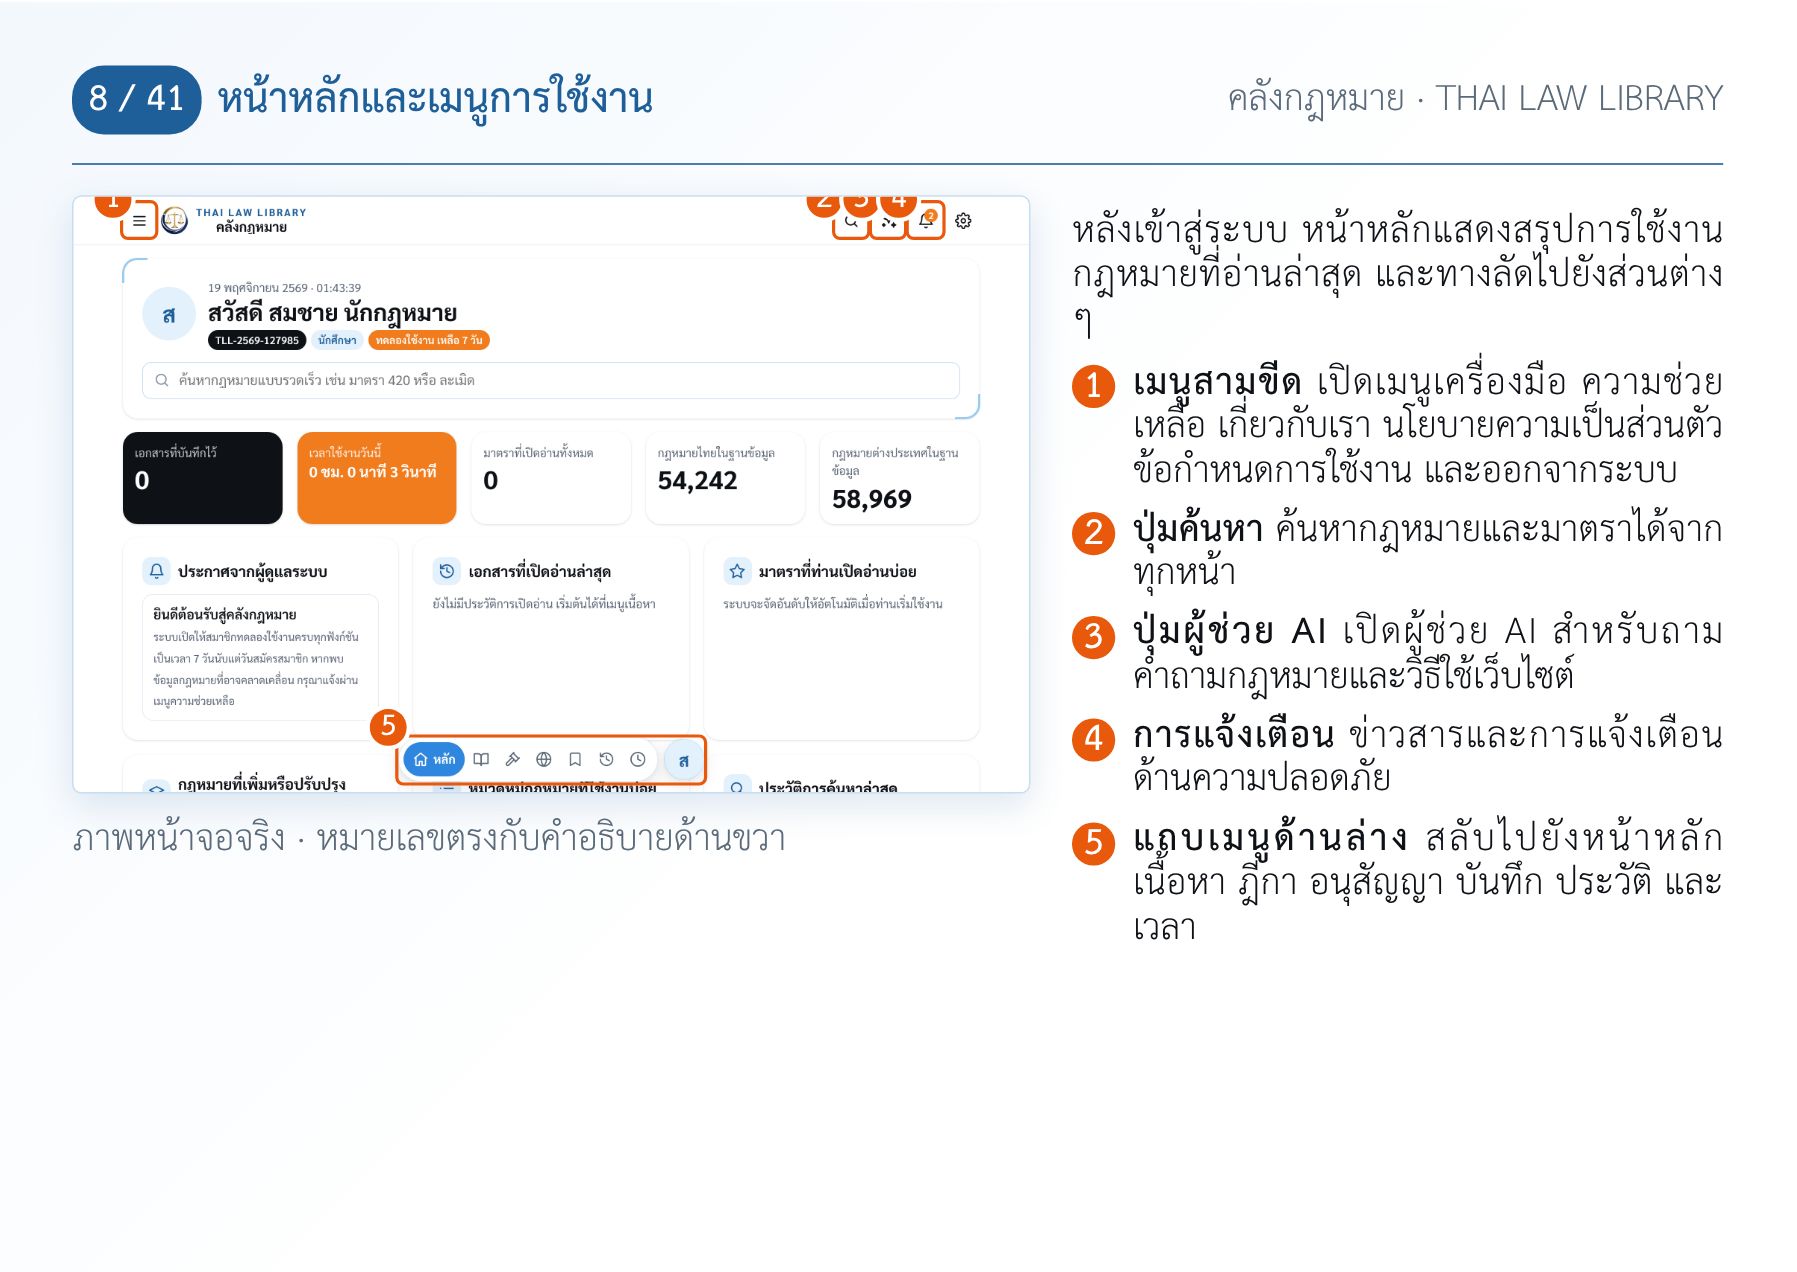 8 / 41 หน้าหลักและเมนูการใช้งาน
คลังกฎหมาย · THAI LAW LIBRARY
1
2 3 4
THAI LAW LIBRARY
คลังกฎหมาย
2
19 พฤศจิกายน 2569 · 01:43:39
ส
สวัสดี สมชาย นักกฎหมาย
TLL-2569-127985 นักศึกษา ทดลองใช้งาน เหลือ 7 วัน
ค้นหากฎหมายแบบรวดเร็ว เช่น มาตรา 420 หรือ ละเมิด
เอกสารที่บันทึกไว้
0
เวลาใช้งานวันนี้
0 ชม. 0 นาที 3 วินาที
มาตราที่เปิดอ่านทั้งหมด
0
กฎหมายไทยในฐานข้อมูล
54,242
กฎหมายต่างประเทศในฐาน
ข้อมูล
58,969
ประกาศจากผู้ดูแลระบบ
ยินดีต้อนรับสู่คลังกฎหมาย
ระบบเปิดให้สมาชิกทดลองใช้งานครบทุกฟังก์ชัน
เป็นเวลา 7 วันนับแต่วันสมัครสมาชิก หากพบ
ข้อมูลกฎหมายที่อาจคลาดเคลื่อน กรุณาแจ้งผ่าน
เมนูความช่วยเหลือ
เอกสารที่เปิดอ่านล่าสุด
ยังไม่มีประวัติการเปิดอ่าน เริ่มต้นได้ที่เมนูเนื้อหา
มาตราที่ท่านเปิดอ่านบ่อย
ระบบจะจัดอันดับให้อัตโนมัติเมื่อท่านเริ่มใช้งาน
5
หลัก
ส
กฎหมายที่เพิ่มหรือปรับปรุง
หมวดหมู่กฎหมายที่ใช้งานบ่อย
ประวัติการค้นหาล่าสุด
ภาพหน้าจอจริง · หมายเลขตรงกับคำอธิบายด้านขวา
หลังเข้าสู่ระบบ หน้าหลักแสดงสรุปการใช้งาน
กฎหมายที่อ่านล่าสุด และทางลัดไปยังส่วนต่าง
ๆ
1 เมนูสามขีด เปิดเมนูเครื่องมือ ความช่วย
เหลือ เกี่ยวกับเรา นโยบายความเป็นส่วนตัว
ข้อกำหนดการใช้งาน และออกจากระบบ
2 ปุ่มค้นหา ค้นหากฎหมายและมาตราได้จาก
ทุกหน้า
3 ปุ่มผู้ช่วย AI เปิดผู้ช่วย AI สำหรับถาม
คำถามกฎหมายและวิธีใช้เว็บไซต์
4 การแจ้งเตือน ข่าวสารและการแจ้งเตือน
ด้านความปลอดภัย
5 แถบเมนูด้านล่าง สลับไปยังหน้าหลัก
เนื้อหา ฎีกา อนุสัญญา บันทึก ประวัติ และ
เวลา